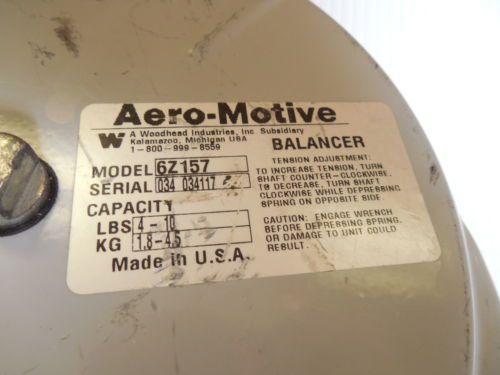 Aero-Motive
W A Woodhead Industries, Inc Subsidiary
Kalamazoo, Michigan USA
1-800-999-8559
BALANCER
MODEL 6Z157
SERIAL 034 034117
CAPACITY
LBS 4 - 10
KG 1.8-4.5
Made in U.S.A.
TENSION ADJUSTMENT:
TO INCREASE TENSION, TURN
SHAFT COUNTER-CLOCKWISE.
TO DECREASE, TURN SHAFT
CLOCKWISE WHILE DEPRESSING
SPRING ON OPPOSITE SIDE
CAUTION: ENGAGE WRENCH
BEFORE DEPRESSING SPRING,
OR DAMAGE TO UNIT COULD
RESULT.